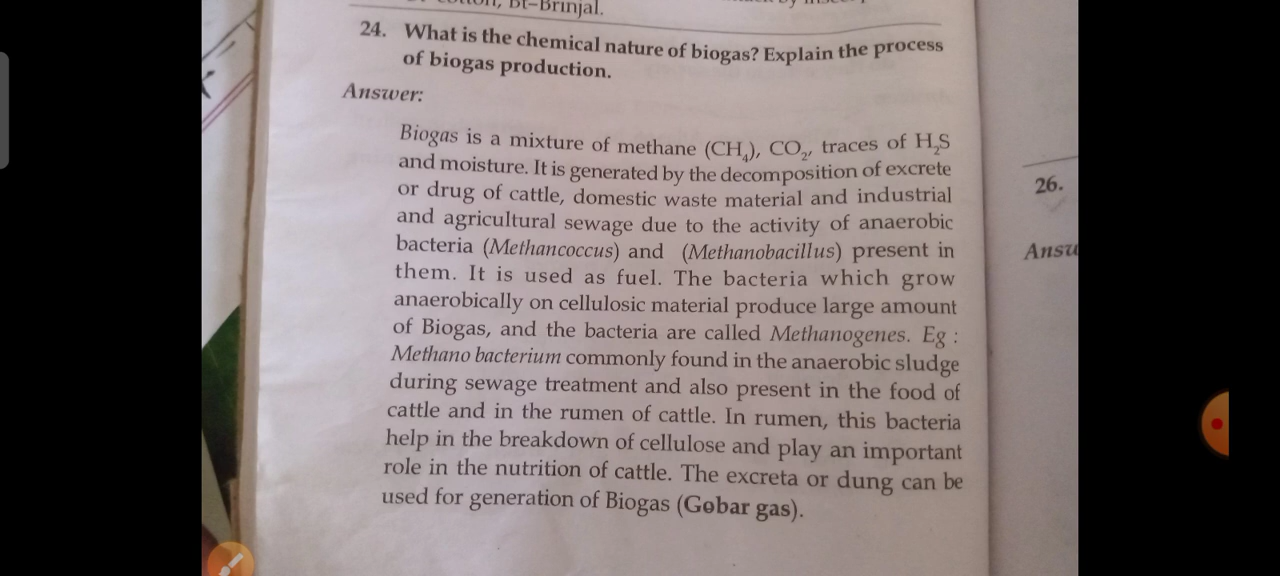 Bt–Brinjal.
24. What is the chemical nature of biogas? Explain the process
of biogas production.
Answer:
Biogas is a mixture of methane (CH₄), CO₂, traces of H₂S
and moisture. It is generated by the decomposition of excrete
or drug of cattle, domestic waste material and industrial
and agricultural sewage due to the activity of anaerobic
bacteria (Methancoccus) and (Methanobacillus) present in
them. It is used as fuel. The bacteria which grow
anaerobically on cellulosic material produce large amount
of Biogas, and the bacteria are called Methanogenes. Eg :
Methano bacterium commonly found in the anaerobic sludge
during sewage treatment and also present in the food of
cattle and in the rumen of cattle. In rumen, this bacteria
help in the breakdown of cellulose and play an important
role in the nutrition of cattle. The excreta or dung can be
used for generation of Biogas (Gobar gas).
26.
Answ